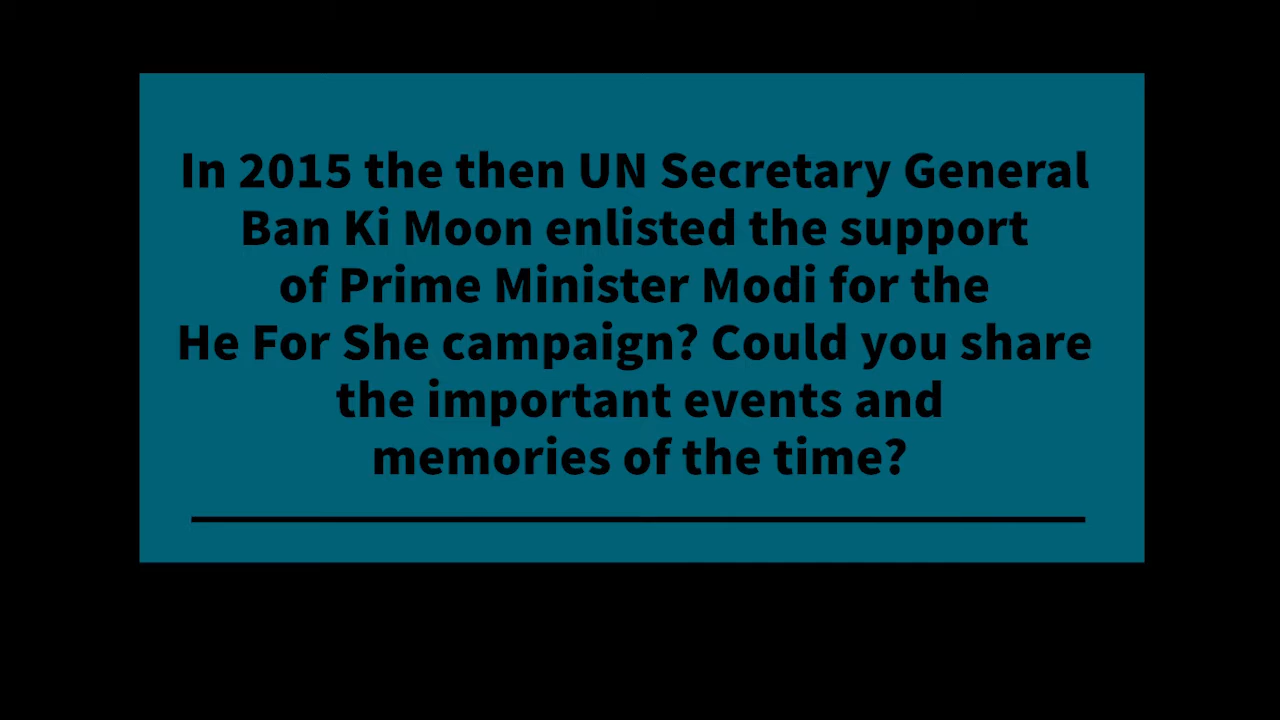 In 2015 the then UN Secretary General
Ban Ki Moon enlisted the support
of Prime Minister Modi for the
He For She campaign? Could you share
the important events and
memories of the time?